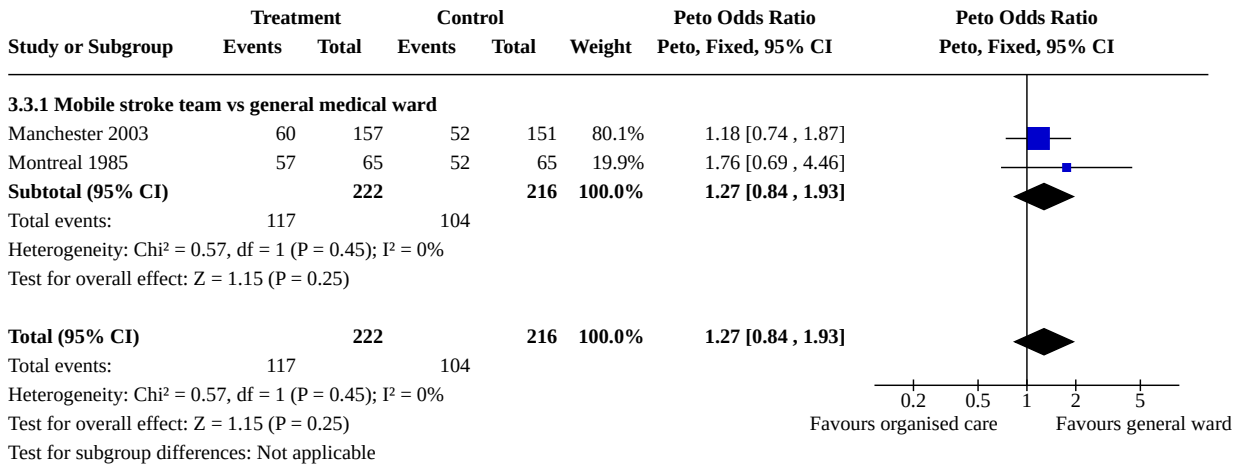 Treatment Control Peto Odds Ratio Peto Odds Ratio
Study or Subgroup Events Total Events Total Weight Peto, Fixed, 95% CI Peto, Fixed, 95% CI
3.3.1 Mobile stroke team vs general medical ward
Manchester 2003 60 157 52 151 80.1% 1.18 [0.74 , 1.87]
Montreal 1985 57 65 52 65 19.9% 1.76 [0.69 , 4.46]
Subtotal (95% CI) 222 216 100.0% 1.27 [0.84 , 1.93]
Total events: 117 104
Heterogeneity: Chi² = 0.57, df = 1 (P = 0.45); I² = 0%
Test for overall effect: Z = 1.15 (P = 0.25)
Total (95% CI) 222 216 100.0% 1.27 [0.84 , 1.93]
Total events: 117 104
Heterogeneity: Chi² = 0.57, df = 1 (P = 0.45); I² = 0%
0.2 0.5 1 2 5
Test for overall effect: Z = 1.15 (P = 0.25) Favours organised care Favours general ward
Test for subgroup differences: Not applicable